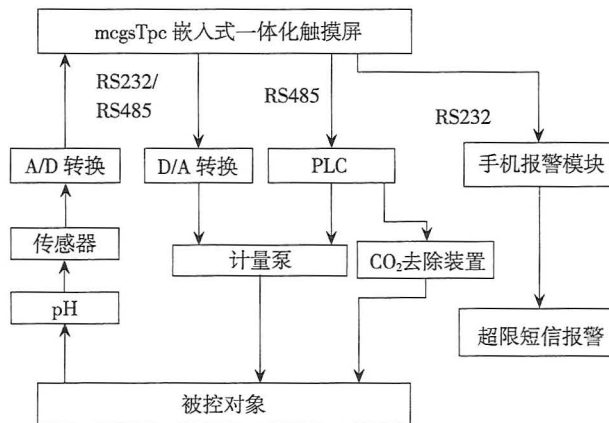 mcgsTpc 嵌入式一体化触摸屏
RS232/
RS485
RS485
RS232
A/D 转换
D/A 转换
PLC
手机报警模块
传感器
计量泵
CO₂去除装置
pH
超限短信报警
被控对象